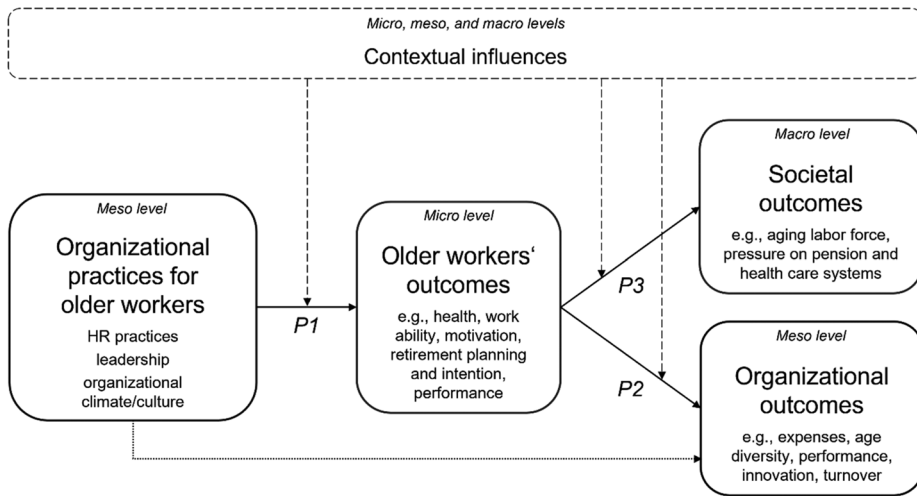 Micro, meso, and macro levels
Contextual influences
Meso level
Organizational
practices for
older workers
HR practices
leadership
organizational
climate/culture
P1
Micro level
Older workers‘
outcomes
e.g., health, work
ability, motivation,
retirement planning
and intention,
performance
P3
P2
Macro level
Societal
outcomes
e.g., aging labor force,
pressure on pension and
health care systems
Meso level
Organizational
outcomes
e.g., expenses, age
diversity, performance,
innovation, turnover